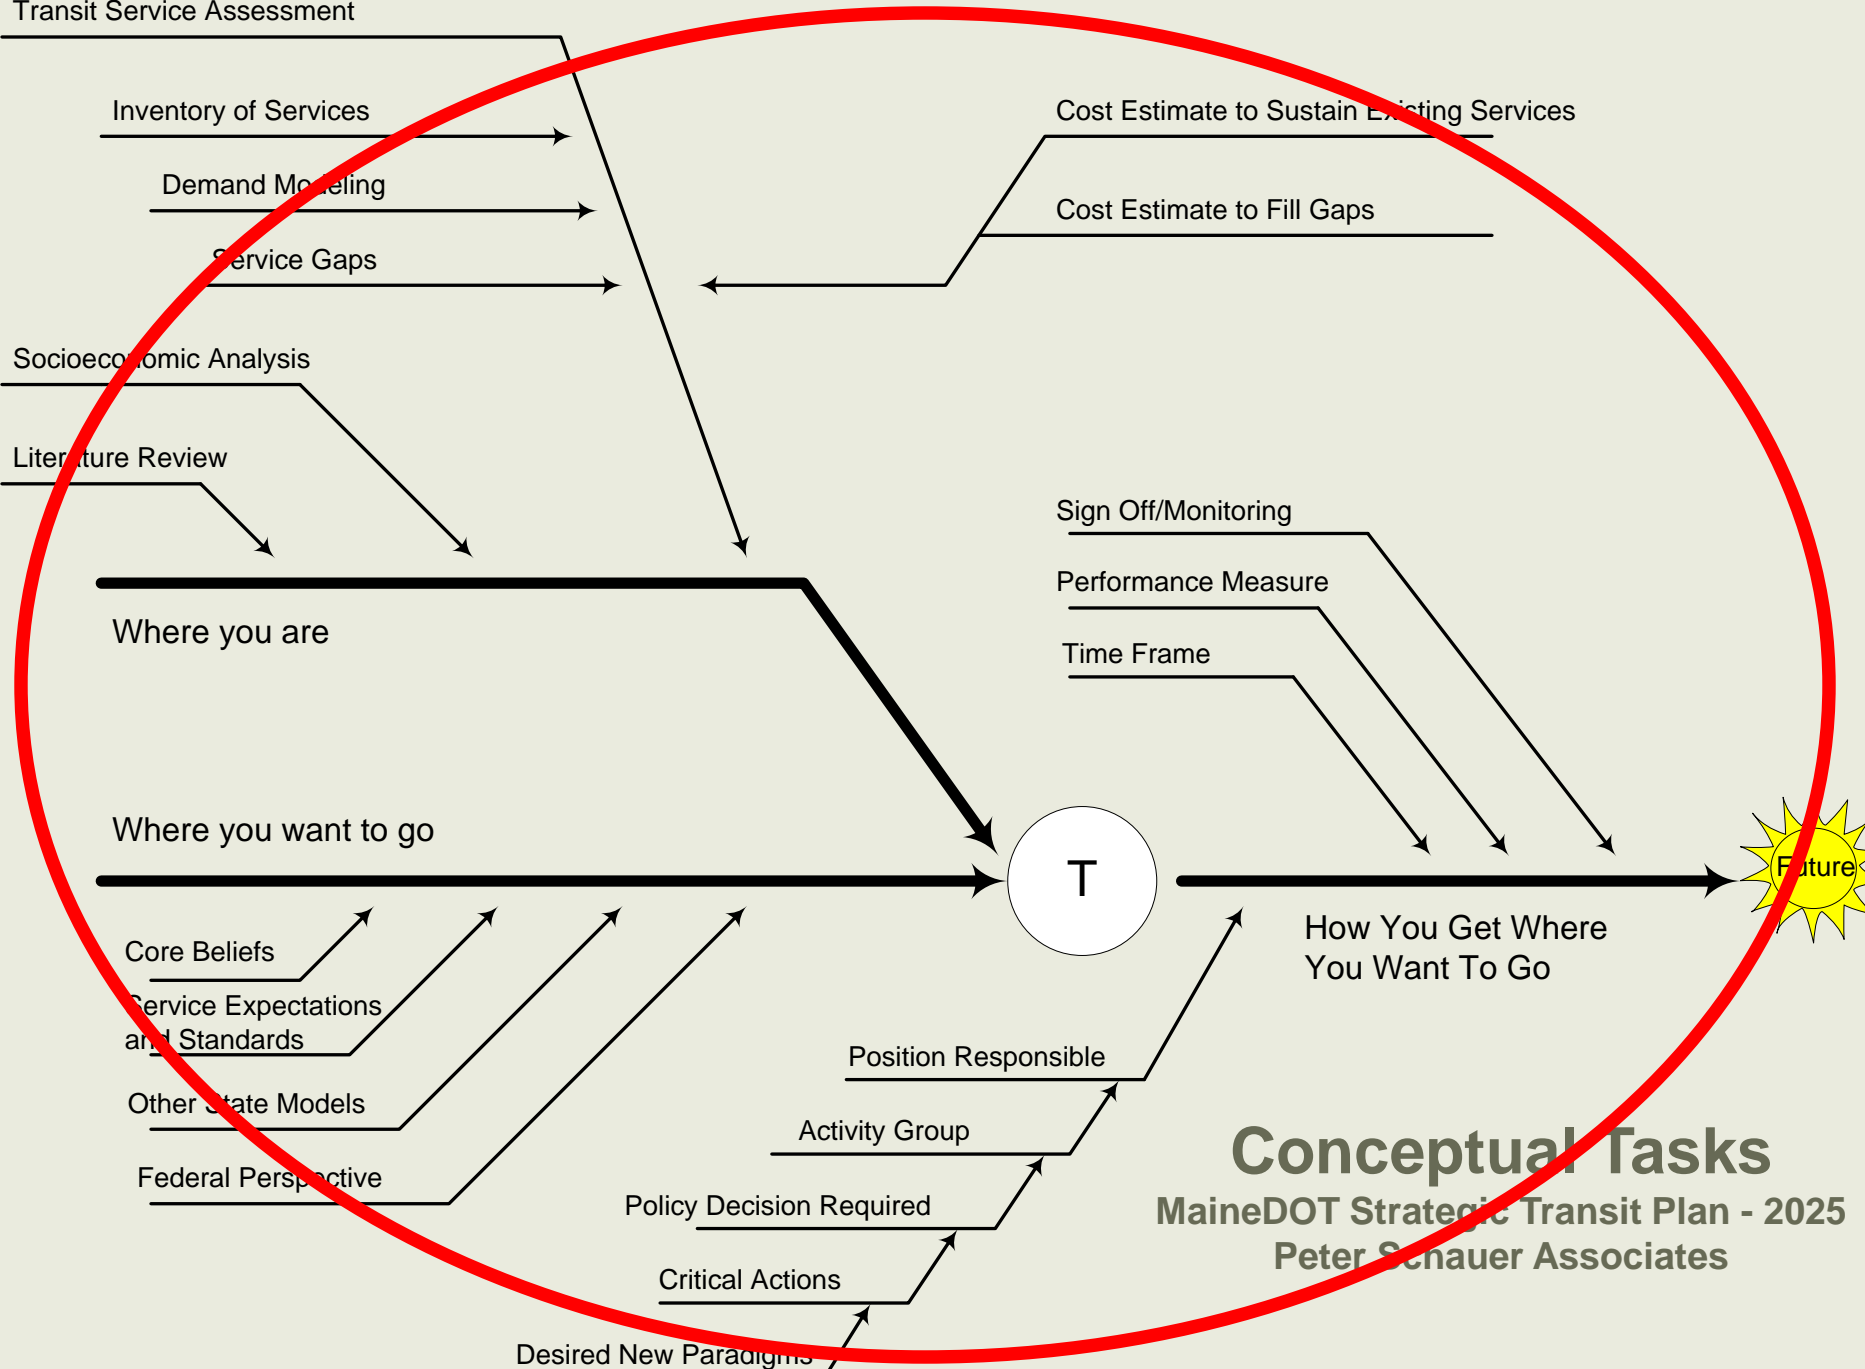 Transit Service Assessment
Inventory of Services
Cost Estimate to Sustain Existing Services
Demand Modeling
Cost Estimate to Fill Gaps
Service Gaps
Socioeconomic Analysis
Literature Review
Sign Off/Monitoring
Performance Measure
Time Frame
Where you are
Where you want to go
T
Future
How You Get Where
You Want To Go
Core Beliefs
Service Expectations
and Standards
Other State Models
Federal Perspective
Position Responsible
Activity Group
Policy Decision Required
Critical Actions
Desired New Paradigms
Conceptual Tasks
MaineDOT Strategic Transit Plan - 2025
Peter Schauer Associates